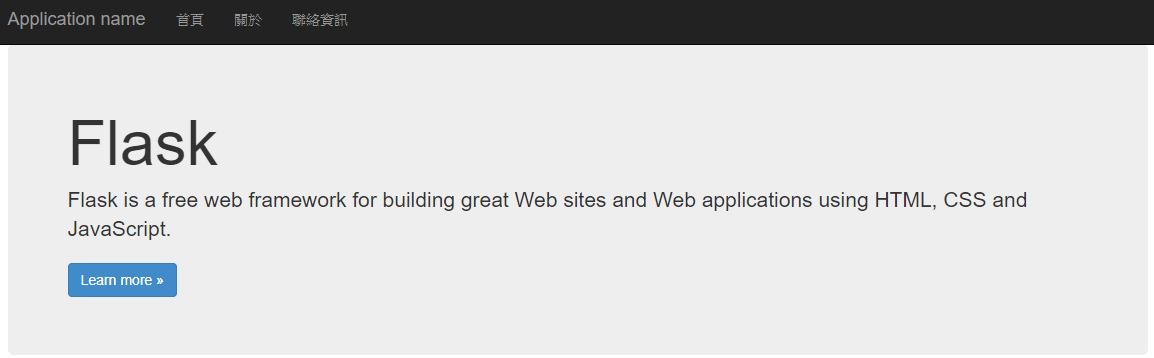 Application name 首頁 關於 聯絡資訊
Flask
Flask is a free web framework for building great Web sites and Web applications using HTML, CSS and
JavaScript.
Learn more »